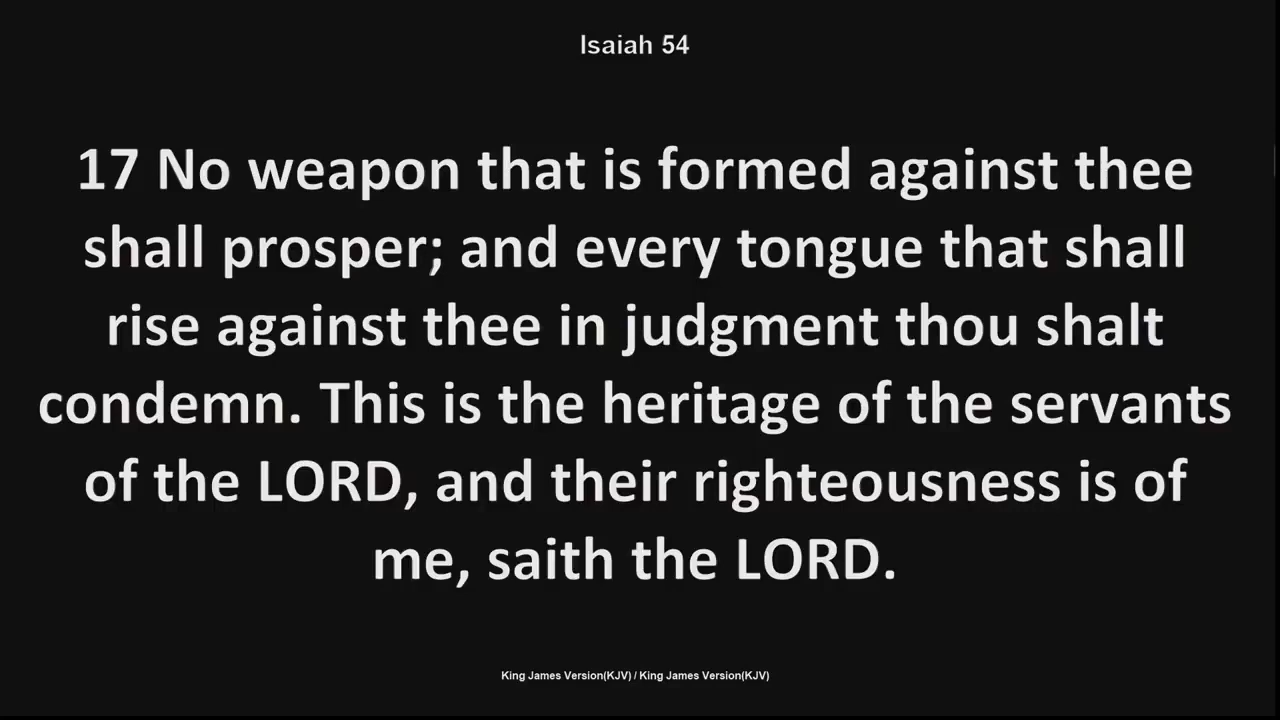 Isaiah 54
17 No weapon that is formed against thee
shall prosper; and every tongue that shall
rise against thee in judgment thou shalt
condemn. This is the heritage of the servants
of the LORD, and their righteousness is of
me, saith the LORD.
King James Version(KJV) / King James Version(KJV)